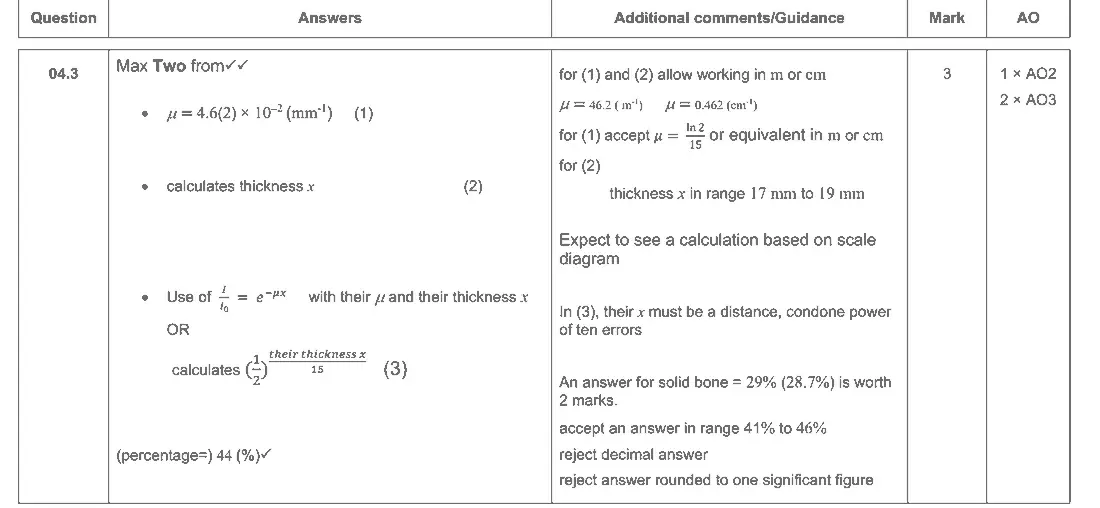 Question Answers Additional comments/Guidance Mark AO
04.3
Max Two from✓✓
• μ = 4.6(2) × 10⁻² (mm⁻¹) (1)
• calculates thickness x (2)
• Use of I/I₀ = e^−μx with their μ and their thickness x
OR
calculates (1/2)^(their thickness x/15) (3)
(percentage=) 44 (%)✓
for (1) and (2) allow working in m or cm
μ = 46.2 ( m⁻¹) μ = 0.462 (cm⁻¹)
for (1) accept μ = ln 2/15 or equivalent in m or cm
for (2)
thickness x in range 17 mm to 19 mm
Expect to see a calculation based on scale
diagram
In (3), their x must be a distance, condone power
of ten errors
An answer for solid bone = 29% (28.7%) is worth
2 marks.
accept an answer in range 41% to 46%
reject decimal answer
reject answer rounded to one significant figure
3
1 × AO2
2 × AO3